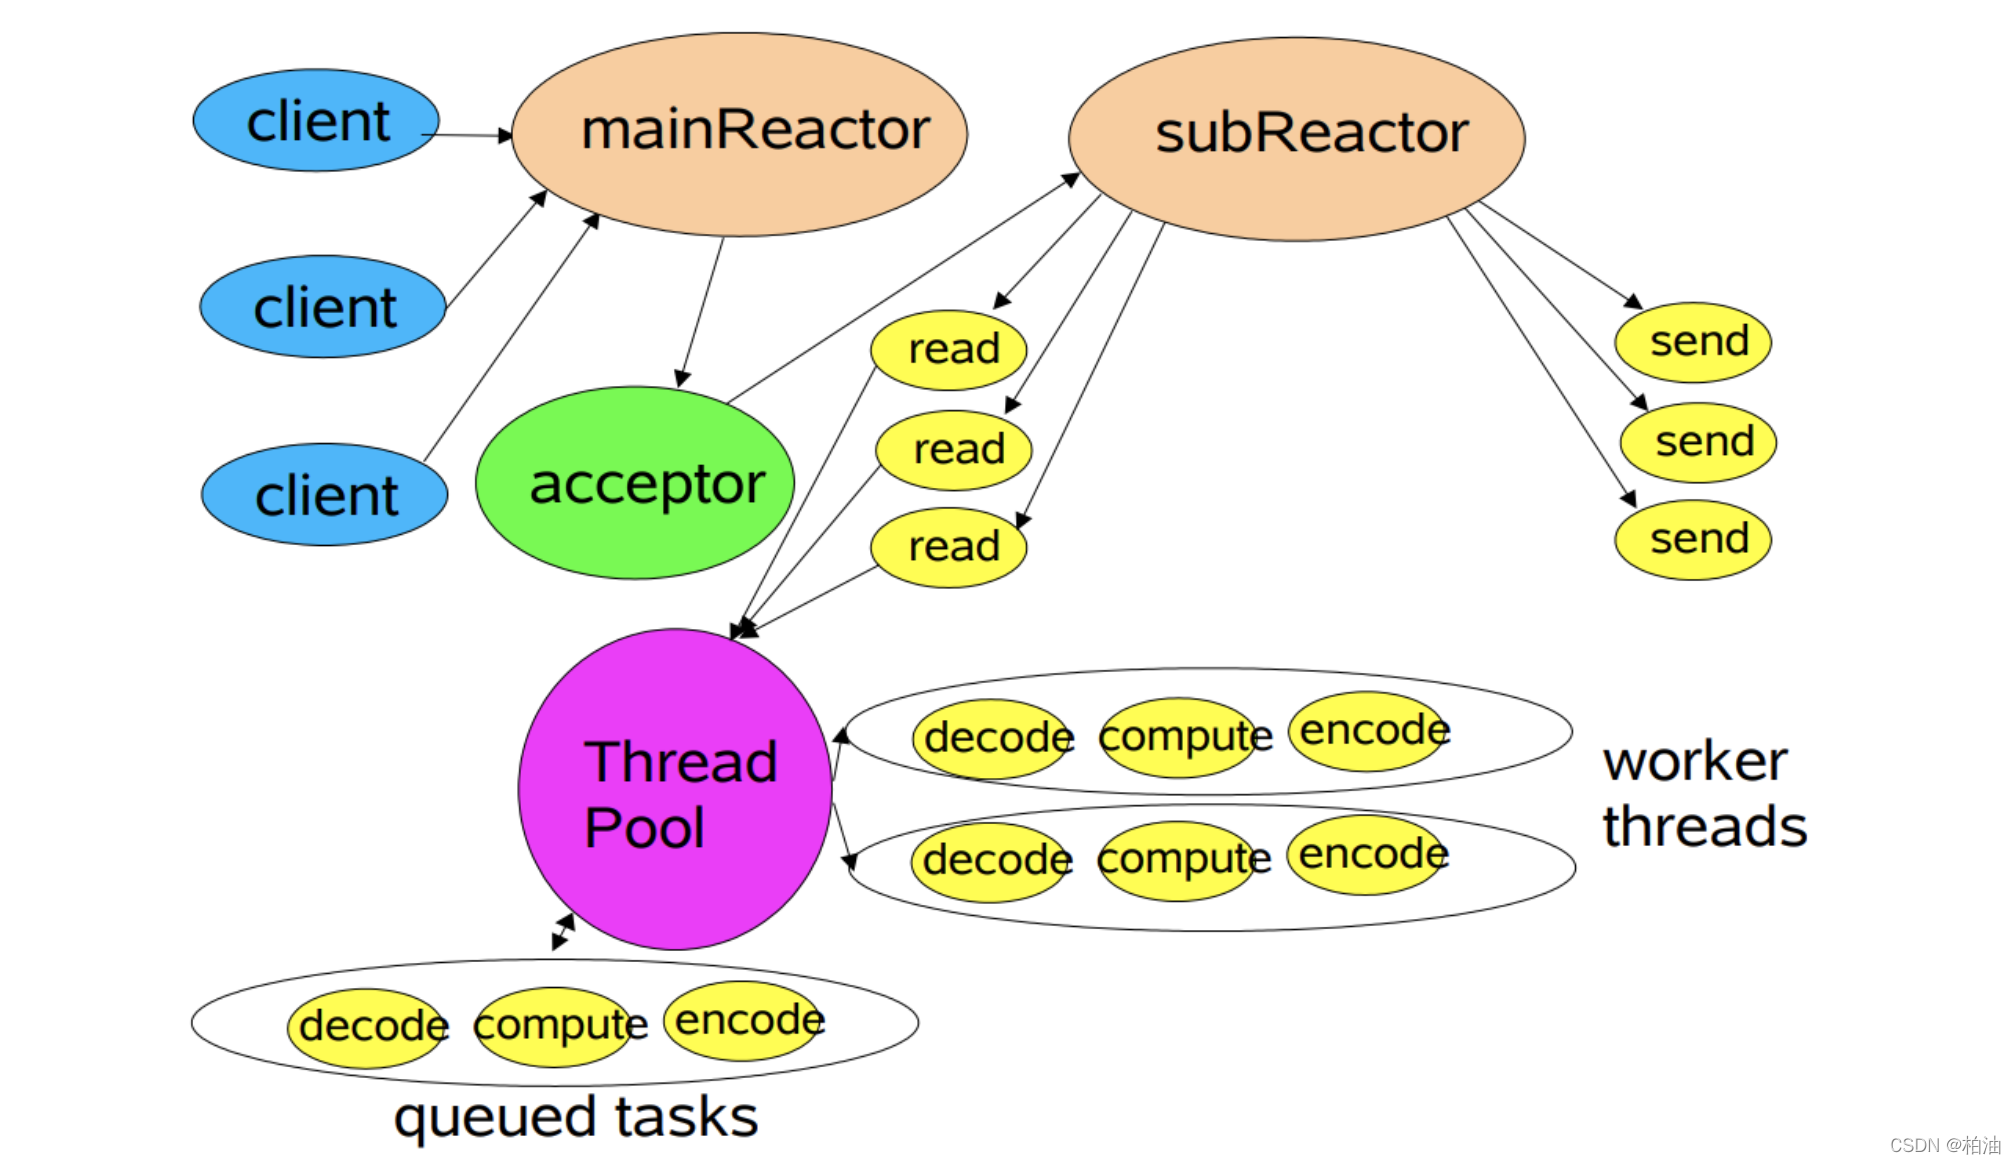 client
mainReactor
subReactor
client
client
acceptor
read
read
read
send
send
send
Thread
Pool
decode compute encode
decode compute encode
worker
threads
decode compute encode
queued tasks
CSDN @柏油